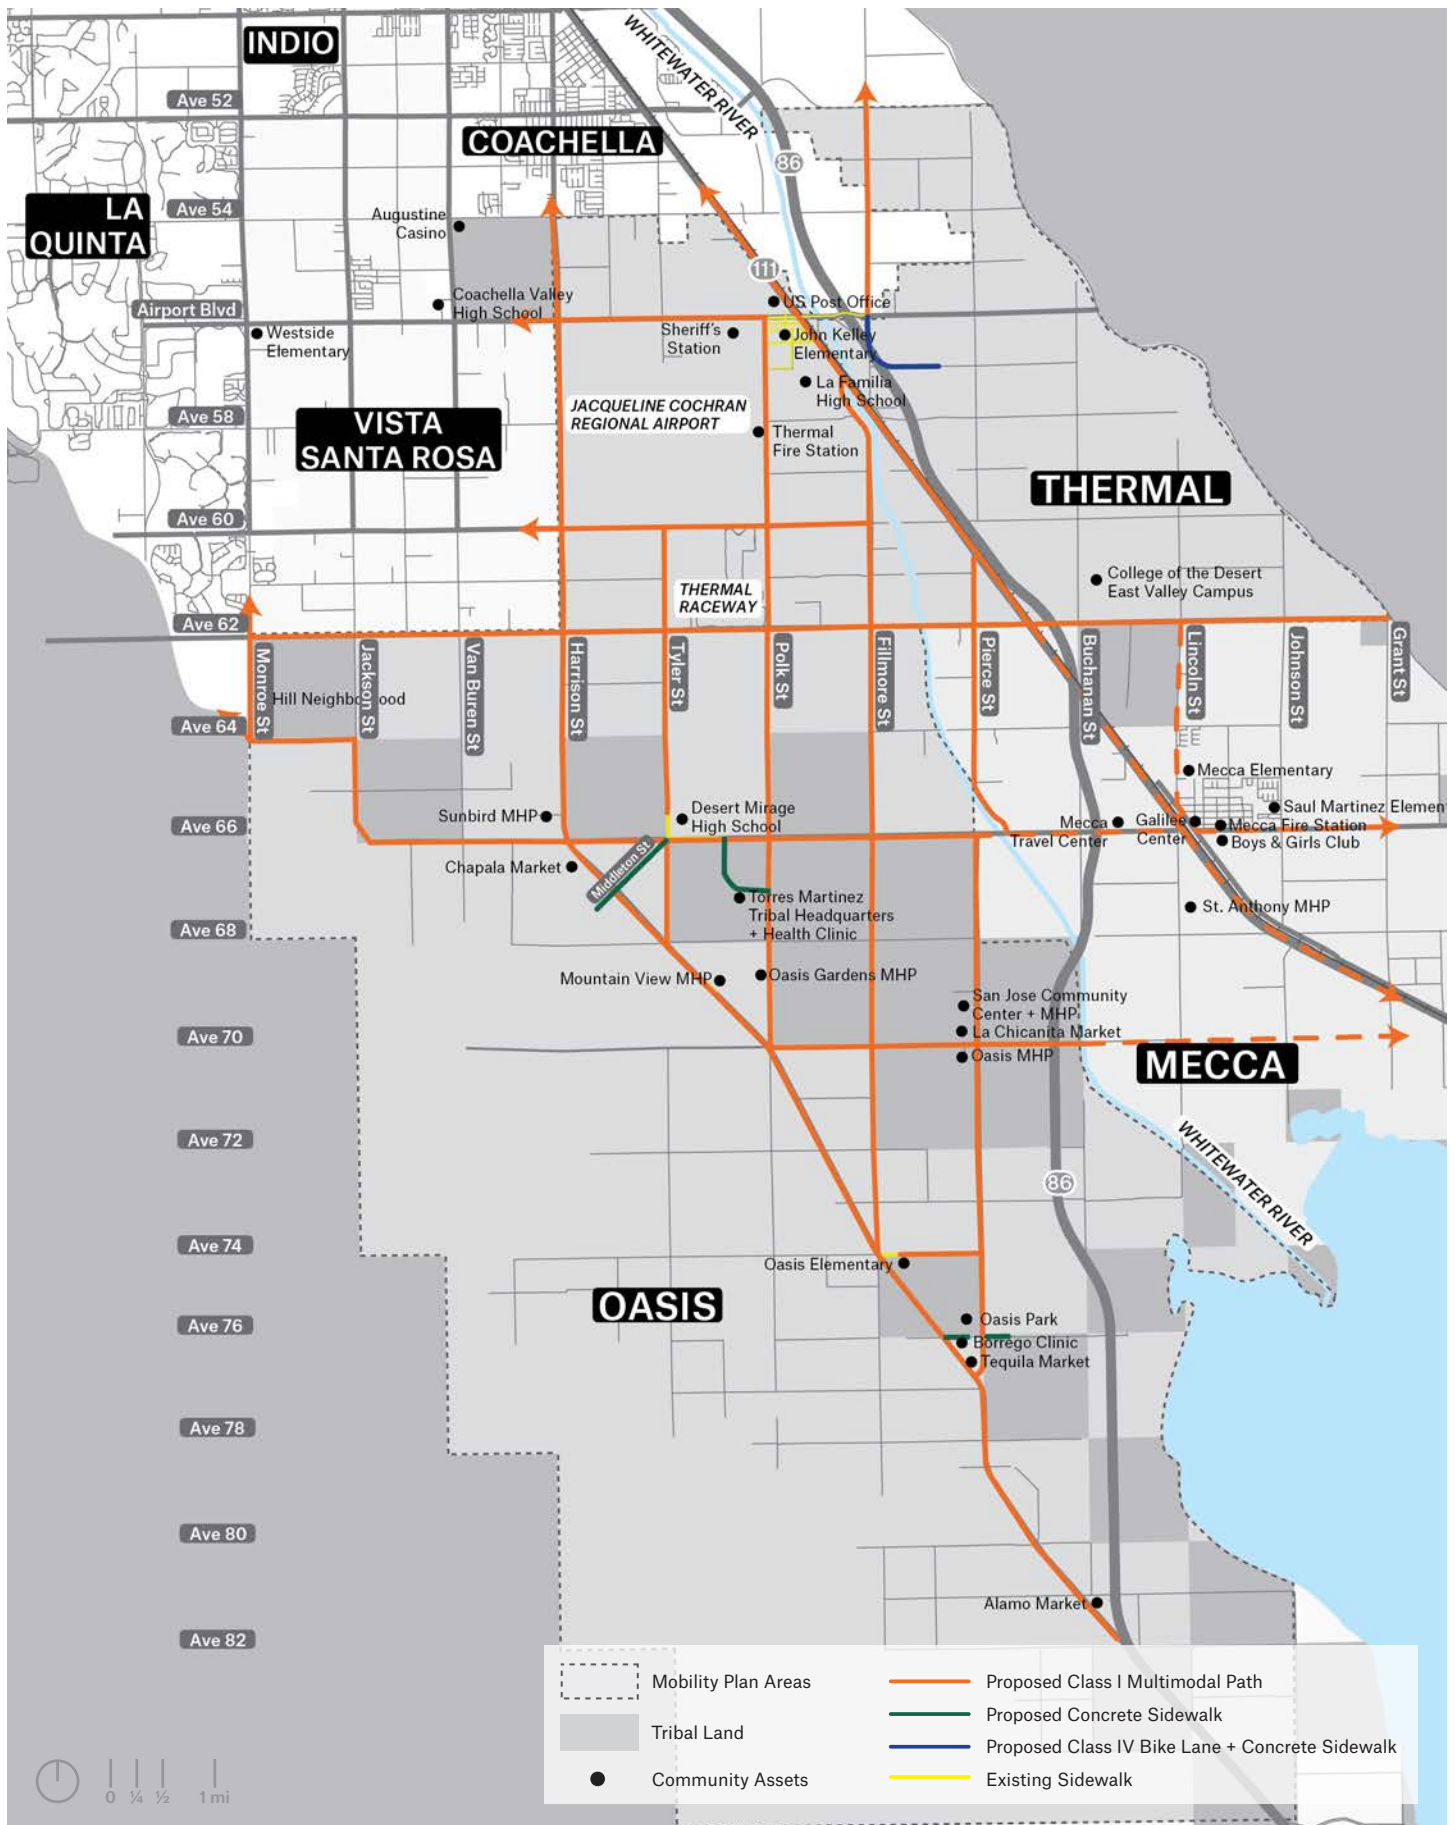 INDIO
WHITEWATER RIVER
Ave 52
COACHELLA
86
LA
QUINTA
Ave 54
Augustine
Casino
111
Coachella Valley
High School
US Post Office
Airport Blvd
Westside
Elementary
Sheriff's
Station
John Kelley
Elementary
La Familia
High School
JACQUELINE COCHRAN
REGIONAL AIRPORT
Ave 58
VISTA
SANTA ROSA
Thermal
Fire Station
THERMAL
Ave 60
College of the Desert
East Valley Campus
THERMAL
RACEWAY
Ave 62
Monroe St
Jackson St
Van Buren St
Harrison St
Tyler St
Polk St
Fillmore St
Pierce St
Buchanan St
Lincoln St
Johnson St
Grant St
Hill Neighborhood
Ave 64
Mecca Elementary
Sunbird MHP
Desert Mirage
High School
Saul Martinez Elemen
Ave 66
Mecca
Travel Center
Galilee
Center
Mecca Fire Station
Boys & Girls Club
Chapala Market
Middleton St
Torres Martinez
Tribal Headquarters
+ Health Clinic
St. Anthony MHP
Ave 68
Mountain View MHP
Oasis Gardens MHP
San Jose Community
Center + MHP
La Chicanita Market
Ave 70
Oasis MHP
MECCA
Ave 72
WHITEWATER RIVER
86
Ave 74
Oasis Elementary
OASIS
Ave 76
Oasis Park
Borrego Clinic
Tequila Market
Ave 78
Ave 80
Alamo Market
Ave 82
Mobility Plan Areas
Tribal Land
Community Assets
Proposed Class I Multimodal Path
Proposed Concrete Sidewalk
Proposed Class IV Bike Lane + Concrete Sidewalk
Existing Sidewalk
0 ¼ ½ 1 mi